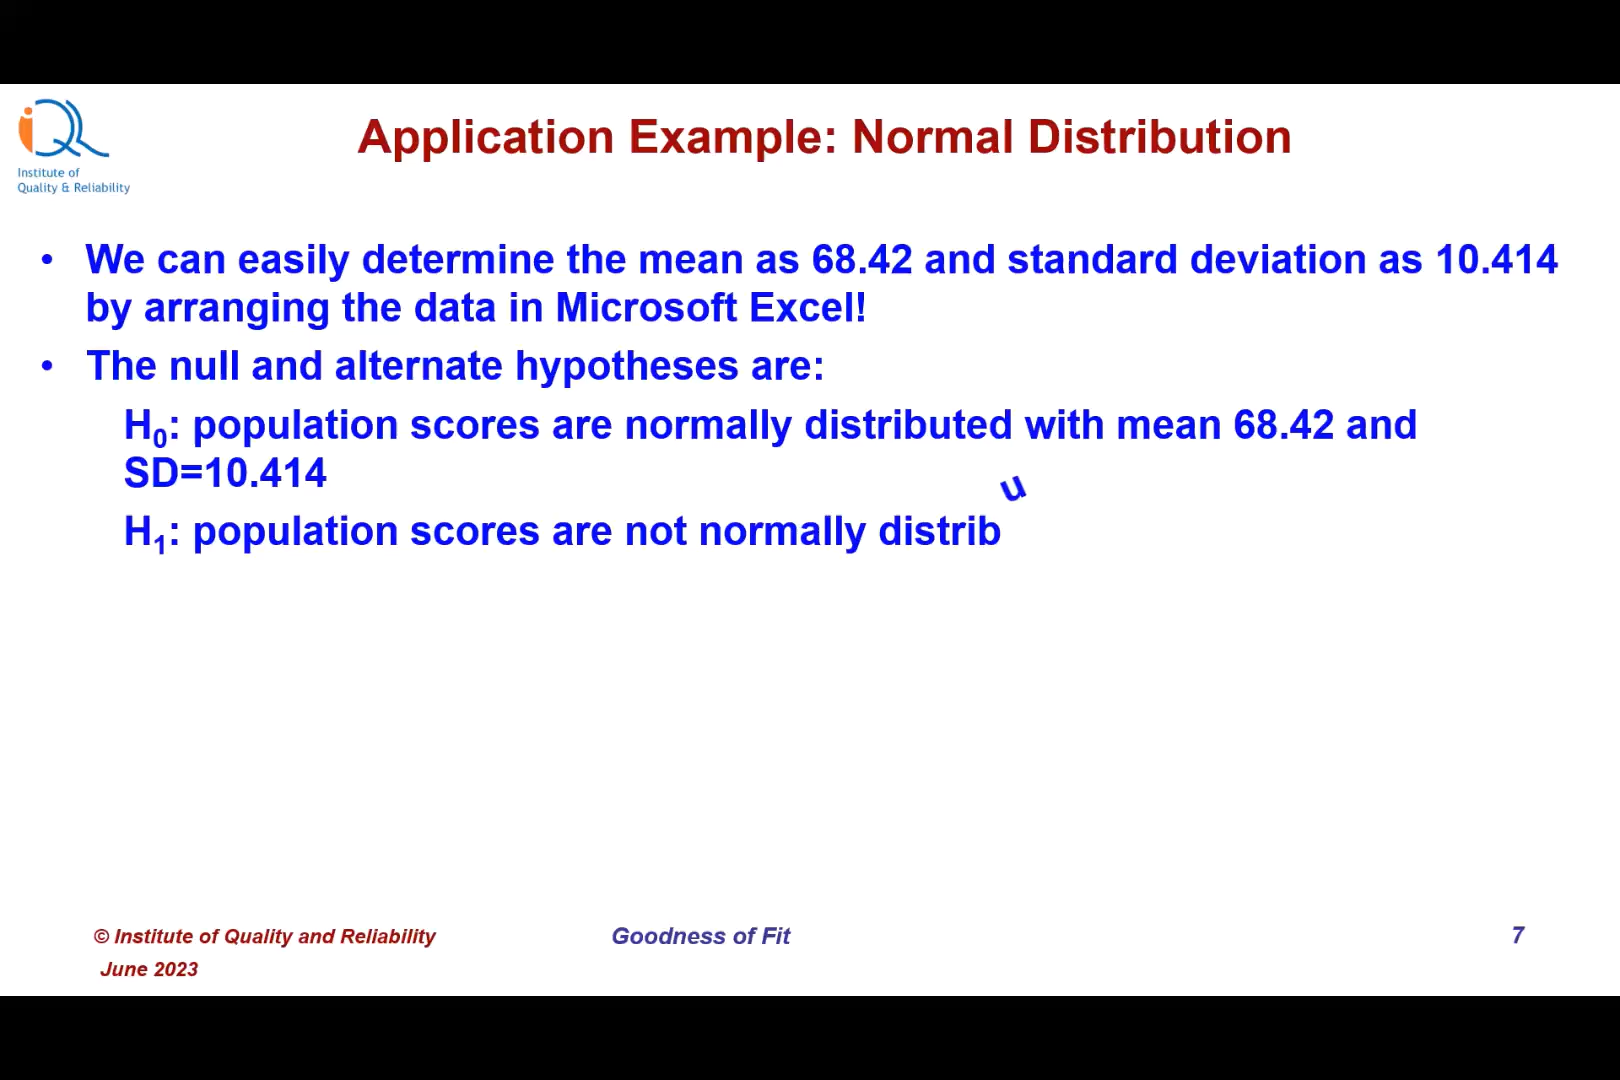 Institute of
Quality & Reliability
Application Example: Normal Distribution
• We can easily determine the mean as 68.42 and standard deviation as 10.414
by arranging the data in Microsoft Excel!
• The null and alternate hypotheses are:
H₀: population scores are normally distributed with mean 68.42 and
SD=10.414
H₁: population scores are not normally distribu
© Institute of Quality and Reliability
June 2023
Goodness of Fit
7